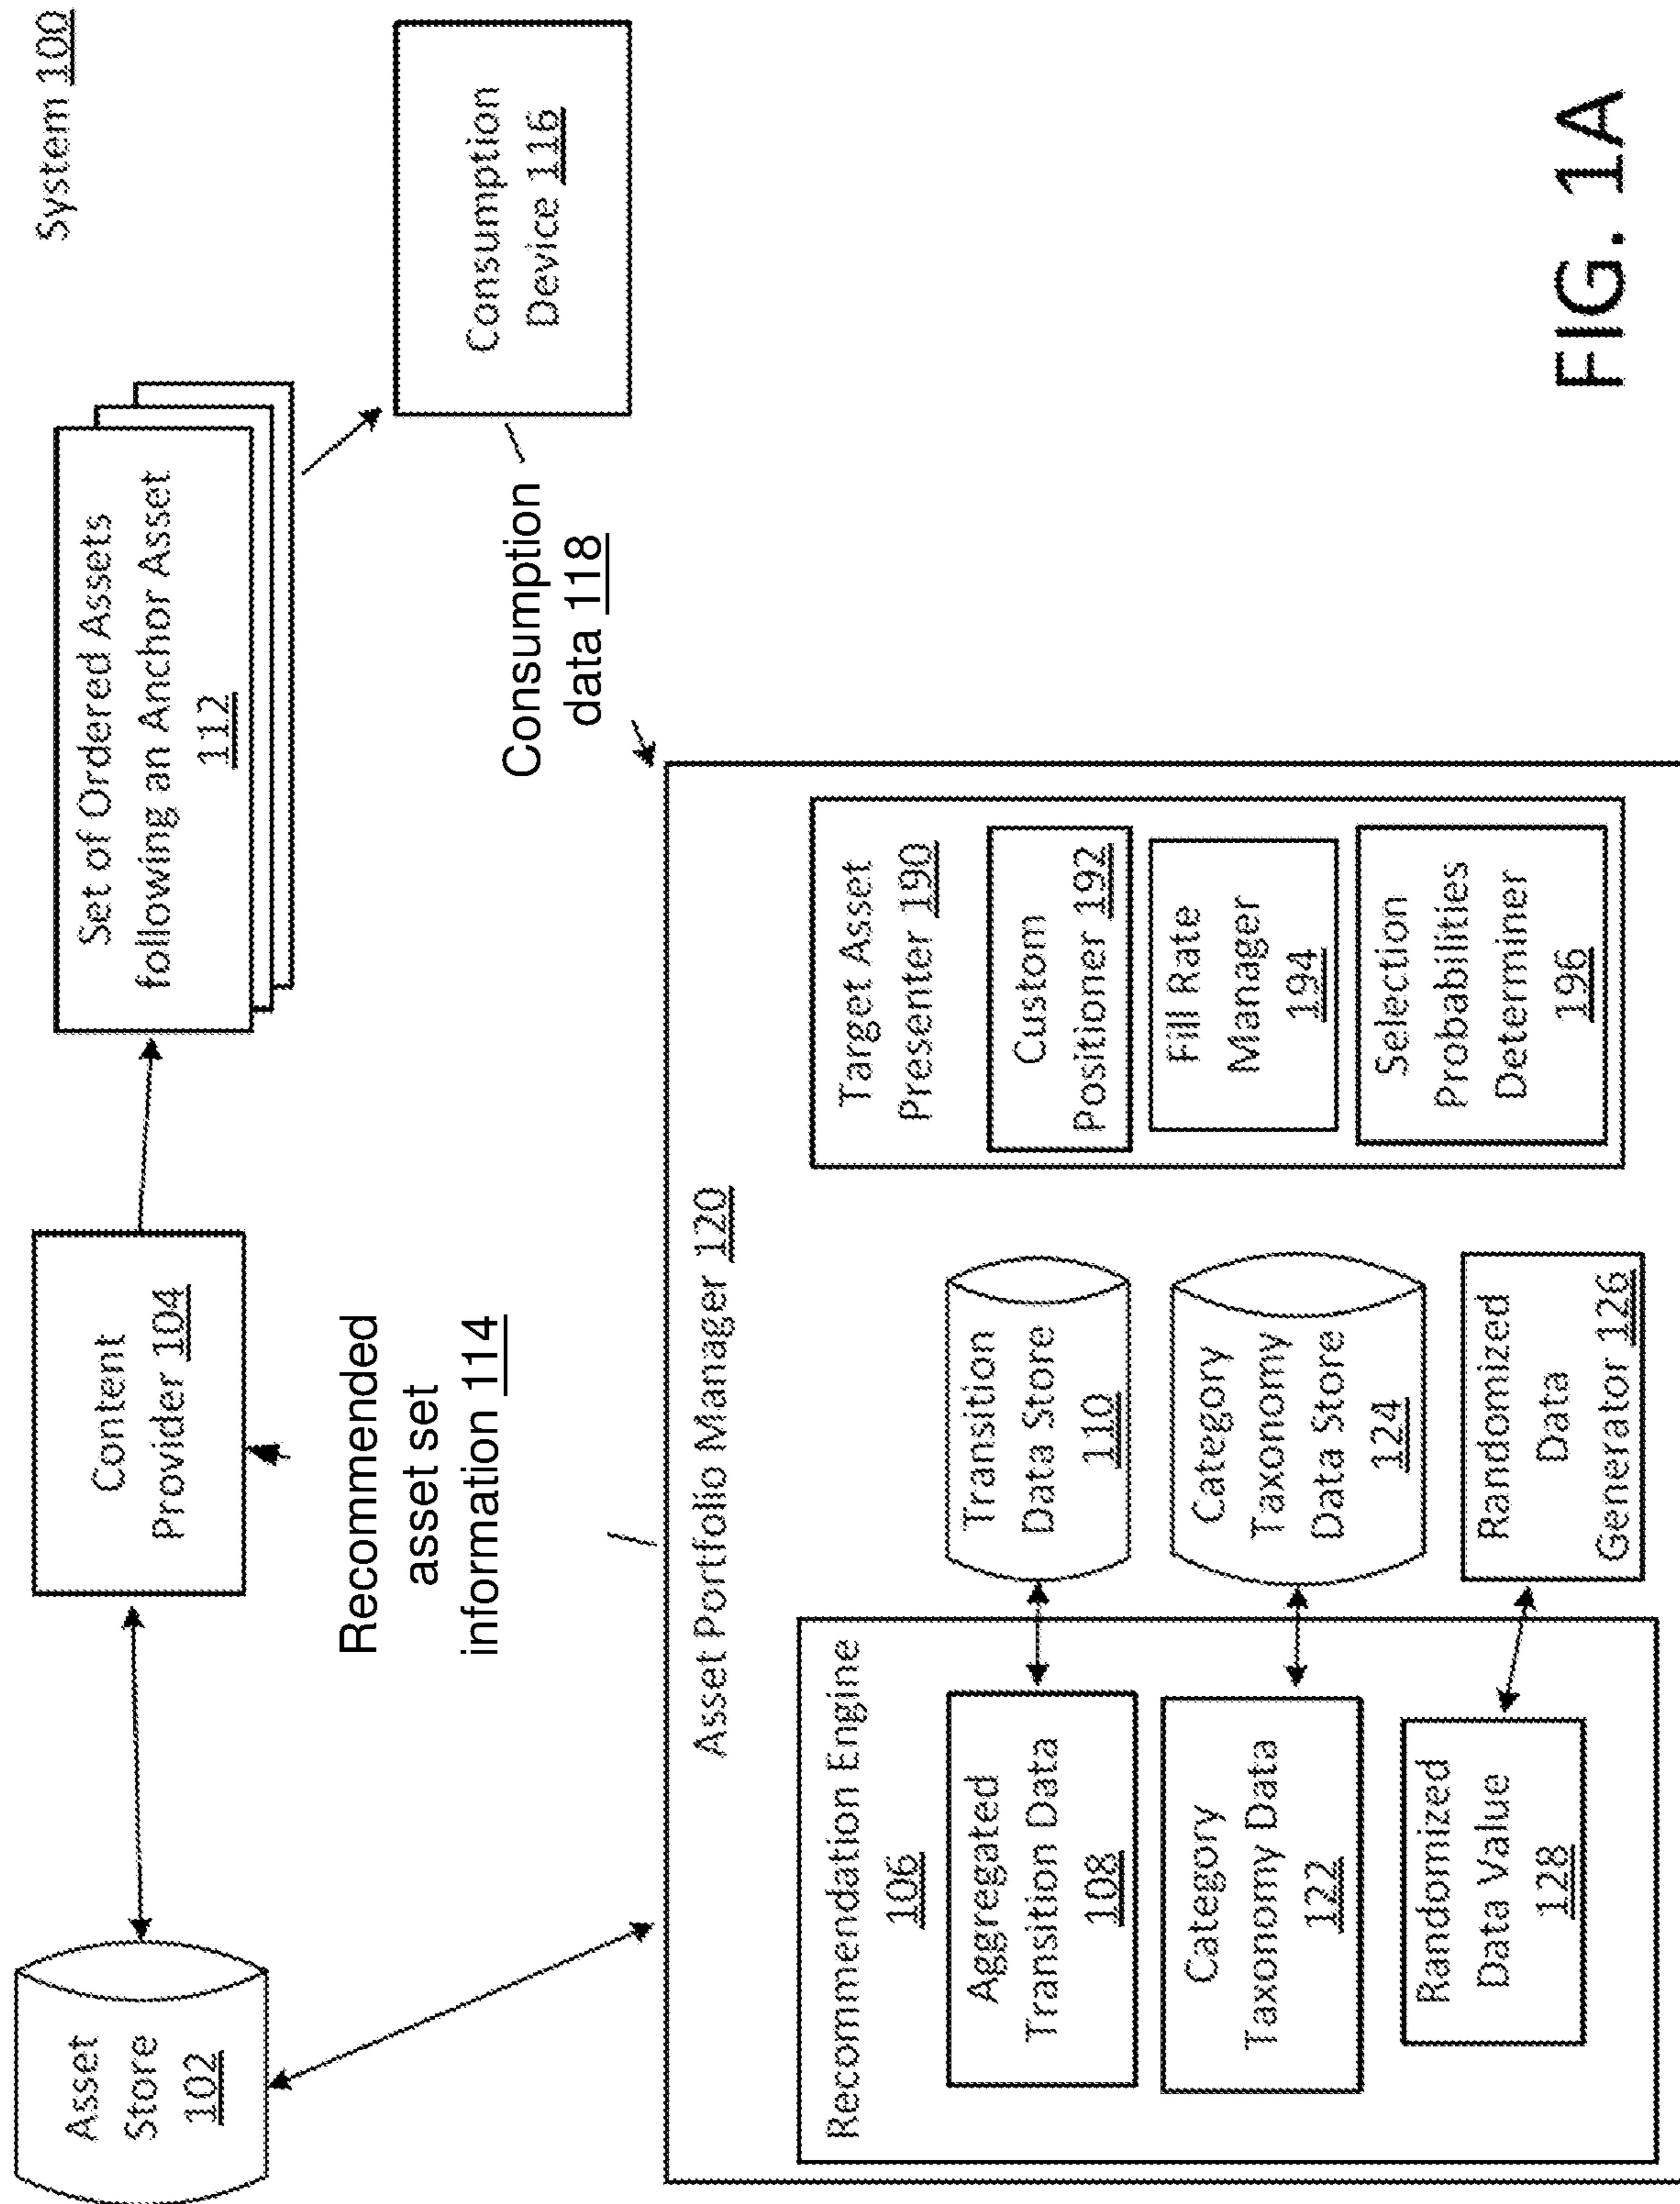 System 100
Asset
Store
102
Content
Provider 104
Set of Ordered Assets
following an Anchor Asset
112
Consumption
Device 116
Recommended
asset set
information 114
Consumption
data 118
Asset Portfolio Manager 120
Recommendation Engine
106
Aggregated
Transition Data
108
Category
Taxonomy Data
122
Randomized
Data Value
128
Transition
Data Store
110
Category
Taxonomy
Data Store
124
Randomized
Data
Generator 126
Target Asset
Presenter 190
Custom
Positioner 192
Fill Rate
Manager
194
Selection
Probabilities
Determiner
196
FIG. 1A